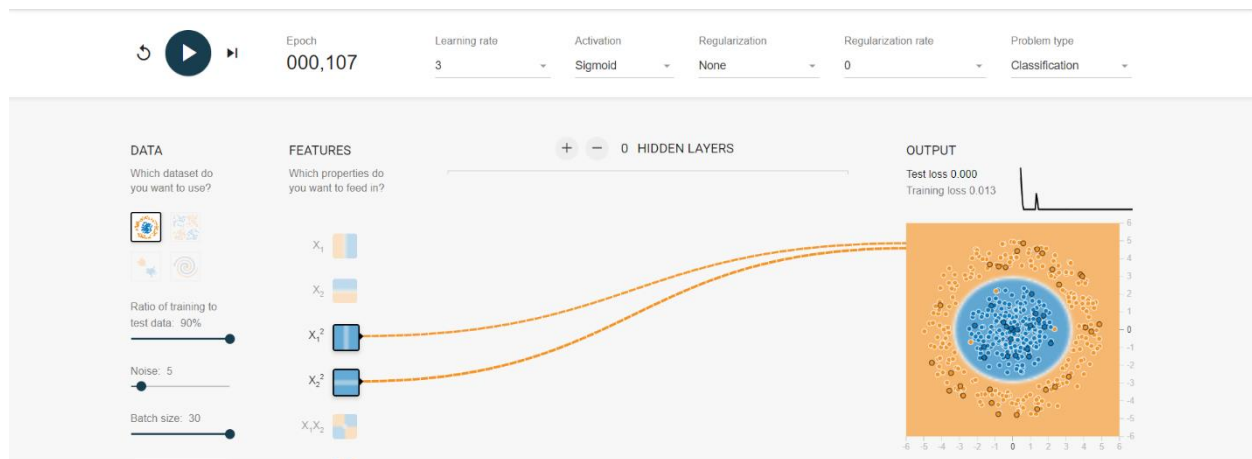 Epoch
000,107
Learning rate
3
Activation
Sigmoid
Regularization
None
Regularization rate
0
Problem type
Classification
DATA
Which dataset do
you want to use?
Ratio of training to
test data: 90%
Noise: 5
Batch size: 30
FEATURES
Which properties do
you want to feed in?
X₁
X₂
X₁²
X₂²
X₁X₂
+ − 0 HIDDEN LAYERS
OUTPUT
Test loss 0.000
Training loss 0.013
6
5
4
3
2
1
0
-1
-2
-3
-4
-5
-6
-6 -5 -4 -3 -2 -1 0 1 2 3 4 5 6